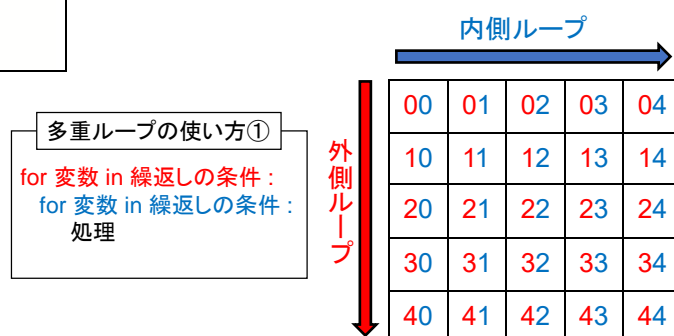 内側ループ
多重ループの使い方①
for 変数 in 繰返しの条件 :
for 変数 in 繰返しの条件 :
処理
外側ループ
00 01 02 03 04
10 11 12 13 14
20 21 22 23 24
30 31 32 33 34
40 41 42 43 44